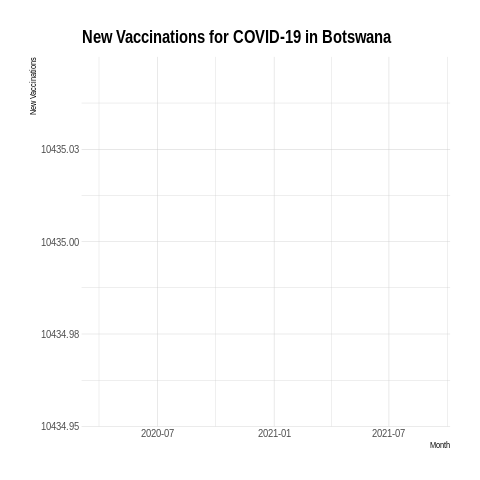 New Vaccinations for COVID-19 in Botswana
New Vaccinations
10435.03
10435.00
10434.98
10434.95
2020-07 2021-01 2021-07
Month